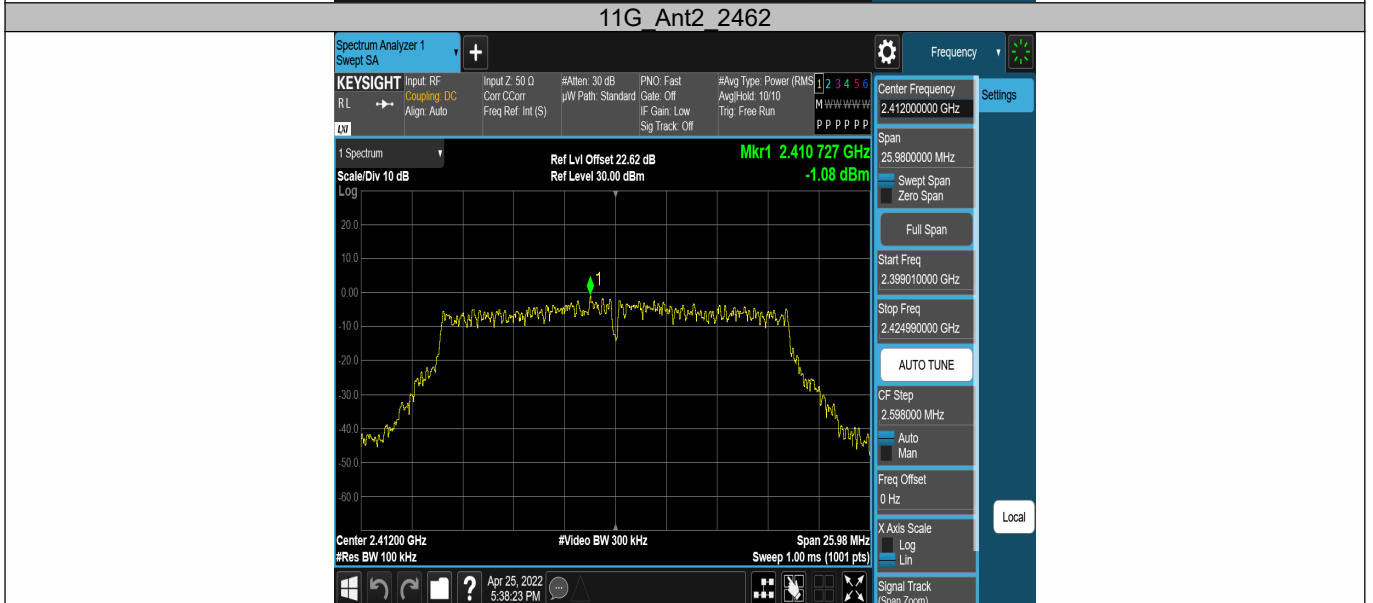 11G_Ant2_2462
Spectrum Analyzer 1
Swept SA
+
Frequency
KEYSIGHT
R L
LXI
Input: RF
Coupling: DC
Align: Auto
Input Z: 50 Ω
Corr CCorr
Freq Ref: Int (S)
#Atten: 30 dB
µW Path: Standard
PNO: Fast
Gate: Off
IF Gain: Low
Sig Track: Off
#Avg Type: Power (RMS
Avg|Hold: 10/10
Trig: Free Run
1 2 3 4 5 6
M W W W W W
P P P P P P
1 Spectrum
Scale/Div 10 dB
Ref Lvl Offset 22.62 dB
Ref Level 30.00 dBm
Mkr1 2.410 727 GHz
-1.08 dBm
Log
20.0
10.0
0.00
-10.0
-20.0
-30.0
-40.0
-50.0
-60.0
1
Center 2.41200 GHz
#Res BW 100 kHz
#Video BW 300 kHz
Span 25.98 MHz
Sweep 1.00 ms (1001 pts)
Center Frequency
2.412000000 GHz
Settings
Span
25.9800000 MHz
Swept Span
Zero Span
Full Span
Start Freq
2.399010000 GHz
Stop Freq
2.424990000 GHz
AUTO TUNE
CF Step
2.598000 MHz
Auto
Man
Freq Offset
0 Hz
X Axis Scale
Log
Lin
Local
Signal Track
(Span Zoom)
?
Apr 25, 2022
5:38:23 PM